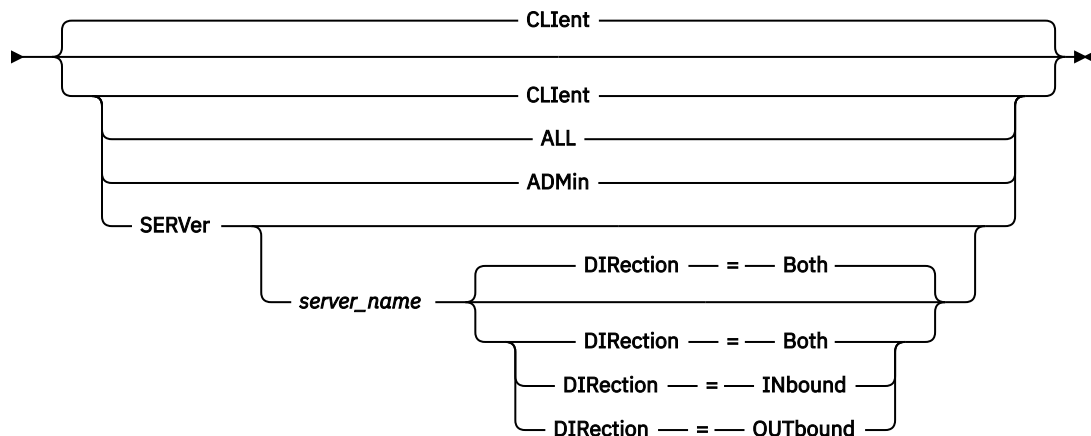 CLIent
CLIent
ALL
ADMin
SERVer
DIRection = Both
server_name
DIRection = Both
DIRection = INbound
DIRection = OUTbound